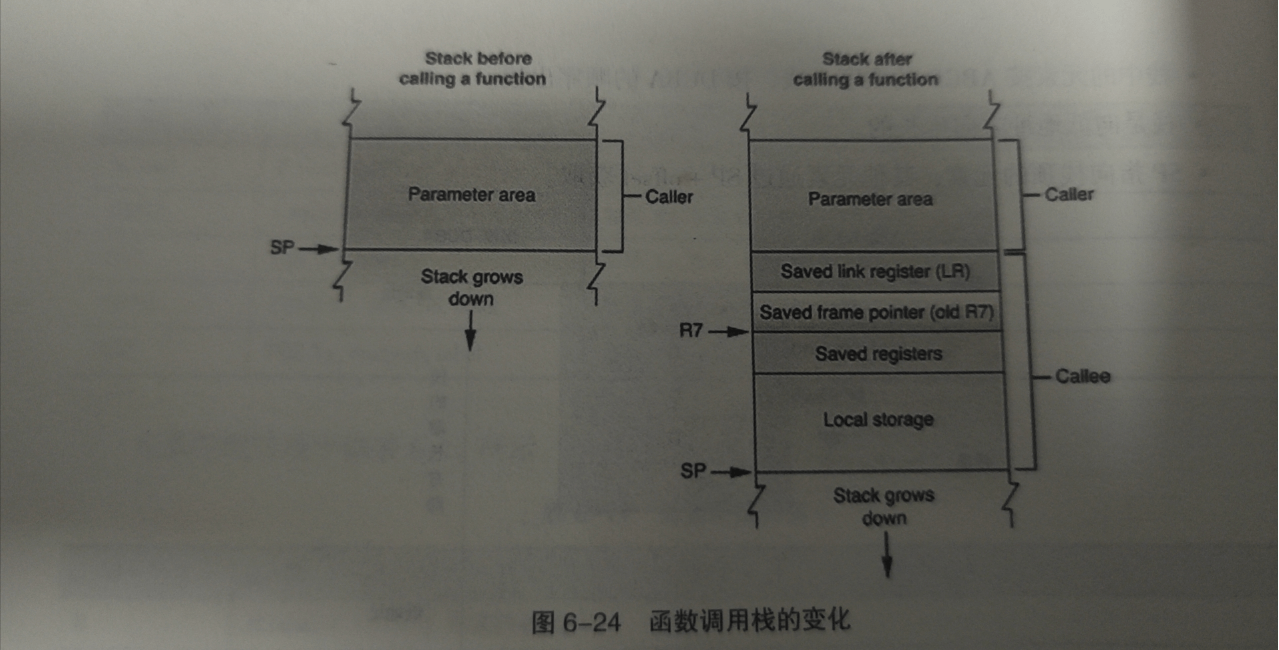 Stack before
calling a function
Parameter area
Caller
SP
Stack grows
down
Stack after
calling a function
Parameter area
Caller
Saved link register (LR)
Saved frame pointer (old R7)
R7
Saved registers
Callee
Local storage
SP
Stack grows
down
图 6-24 函数调用栈的变化